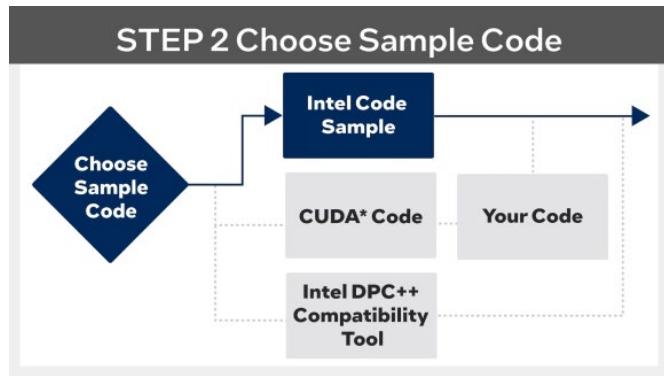 STEP 2 Choose Sample Code
Choose
Sample
Code
Intel Code
Sample
CUDA* Code
Your Code
Intel DPC++
Compatibility
Tool